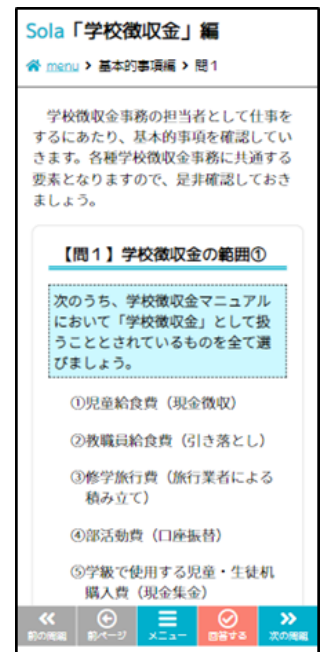 Sola「学校徴収金」編
menu > 基本的事項編 > 問1
学校徴収金事務の担当者として仕事を
するにあたり、基本的事項を確認してい
きます。各種学校徴収金事務に共通する
要素となりますので、是非確認しておき
ましょう。
【問1】学校徴収金の範囲①
次のうち、学校徴収金マニュアル
において「学校徴収金」として扱
うこととされているものを全て選
びましょう。
①児童給食費（現金徴収）
②教職員給食費（引き落とし）
③修学旅行費（旅行業者による
積み立て）
④部活動費（口座振替）
⑤学級で使用する児童・生徒机
購入費（現金集金）
前の問題 前ページ メニュー 回答する 次の問題